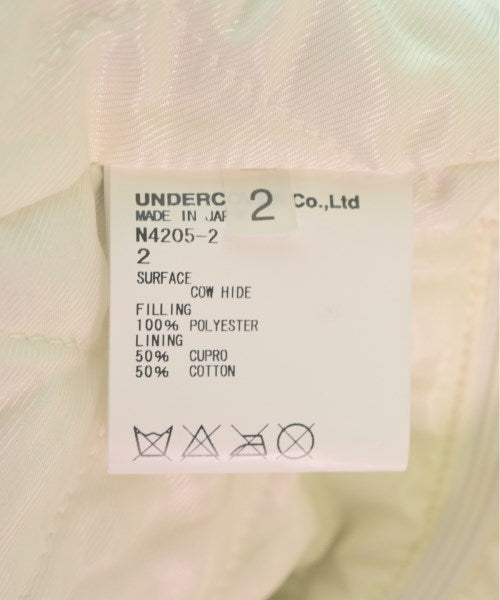 UNDERC 2 Co.,Ltd
MADE IN JAP
N4205-2
2
SURFACE
COW HIDE
FILLING
100% POLYESTER
LINING
50% CUPRO
50% COTTON